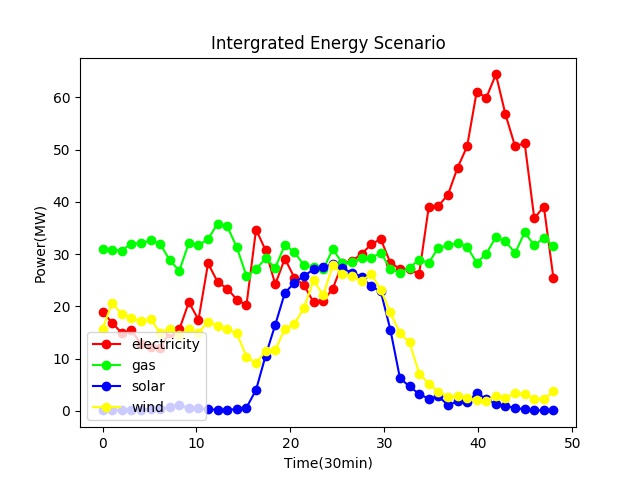 Intergrated Energy Scenario
Power(MW)
60
50
40
30
20
10
0
electricity
gas
solar
wind
0 10 20 30 40 50
Time(30min)